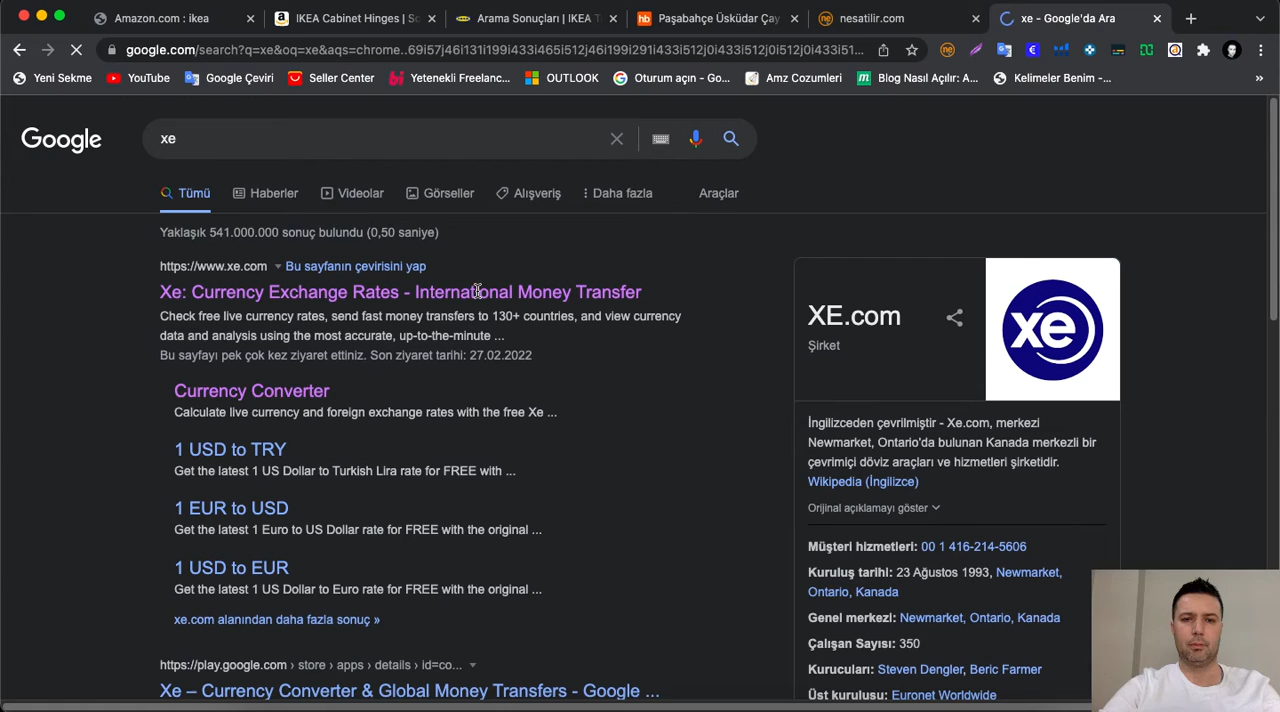 Amazon.com : ikea
IKEA Cabinet Hinges | So
Arama Sonuçları | IKEA T
Paşabahçe Üsküdar Çay
nesatilir.com
xe - Google'da Ara
google.com/search?q=xe&oq=xe&aqs=chrome..69i57j46i131i199i433i465i512j46i199i291i433i512j0i433i512j0i512j0i433i51...
Yeni Sekme
YouTube
Google Çeviri
Seller Center
Yetenekli Freelanc...
OUTLOOK
Oturum açın - Go...
Amz Cozumleri
Blog Nasıl Açılır: A...
Kelimeler Benim –...
Google
xe
Tümü
Haberler
Videolar
Görseller
Alışveriş
Daha fazla
Araçlar
Yaklaşık 541.000.000 sonuç bulundu (0,50 saniye)
https://www.xe.com Bu sayfanın çevirisini yap
Xe: Currency Exchange Rates - International Money Transfer
Check free live currency rates, send fast money transfers to 130+ countries, and view currency
data and analysis using the most accurate, up-to-the-minute ...
Bu sayfayı pek çok kez ziyaret ettiniz. Son ziyaret tarihi: 27.02.2022
Currency Converter
Calculate live currency and foreign exchange rates with the free Xe ...
1 USD to TRY
Get the latest 1 US Dollar to Turkish Lira rate for FREE with ...
1 EUR to USD
Get the latest 1 Euro to US Dollar rate for FREE with the original ...
1 USD to EUR
Get the latest 1 US Dollar to Euro rate for FREE with the original ...
xe.com alanından daha fazla sonuç »
https://play.google.com › store › apps › details › id=co...
Xe – Currency Converter & Global Money Transfers - Google ...
XE.com
Şirket
xe
İngilizceden çevrilmiştir - Xe.com, merkezi
Newmarket, Ontario'da bulunan Kanada merkezli bir
çevrimiçi döviz araçları ve hizmetleri şirketidir.
Wikipedia (İngilizce)
Orijinal açıklamayı göster
Müşteri hizmetleri: 00 1 416-214-5606
Kuruluş tarihi: 23 Ağustos 1993, Newmarket,
Ontario, Kanada
Genel merkezi: Newmarket, Ontario, Kanada
Çalışan Sayısı: 350
Kurucuları: Steven Dengler, Beric Farmer
Üst kuruluşu: Euronet Worldwide